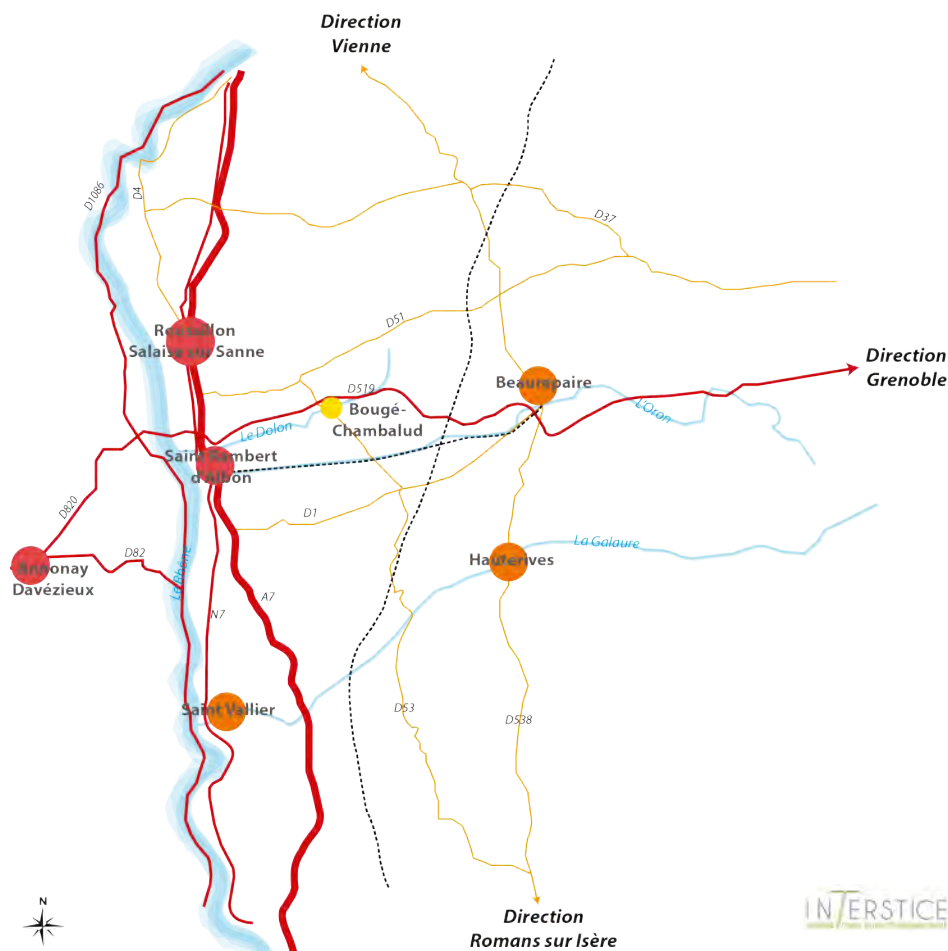 Direction
Vienne
D1086
D4
D37
Roussillon
Salaise sur Sanne
D51
Direction
Grenoble
Beaurepaire
D519
Bougé-
Chambalud
L'Oron
Le Dolon
Saint Rambert
d'Albon
D820
D1
D82
La Galaure
Hauterives
Annonay
Davézieux
Le Rhône
A7
N7
Saint Vallier
D53
D538
N
Direction
Romans sur Isère
INTERSTICE